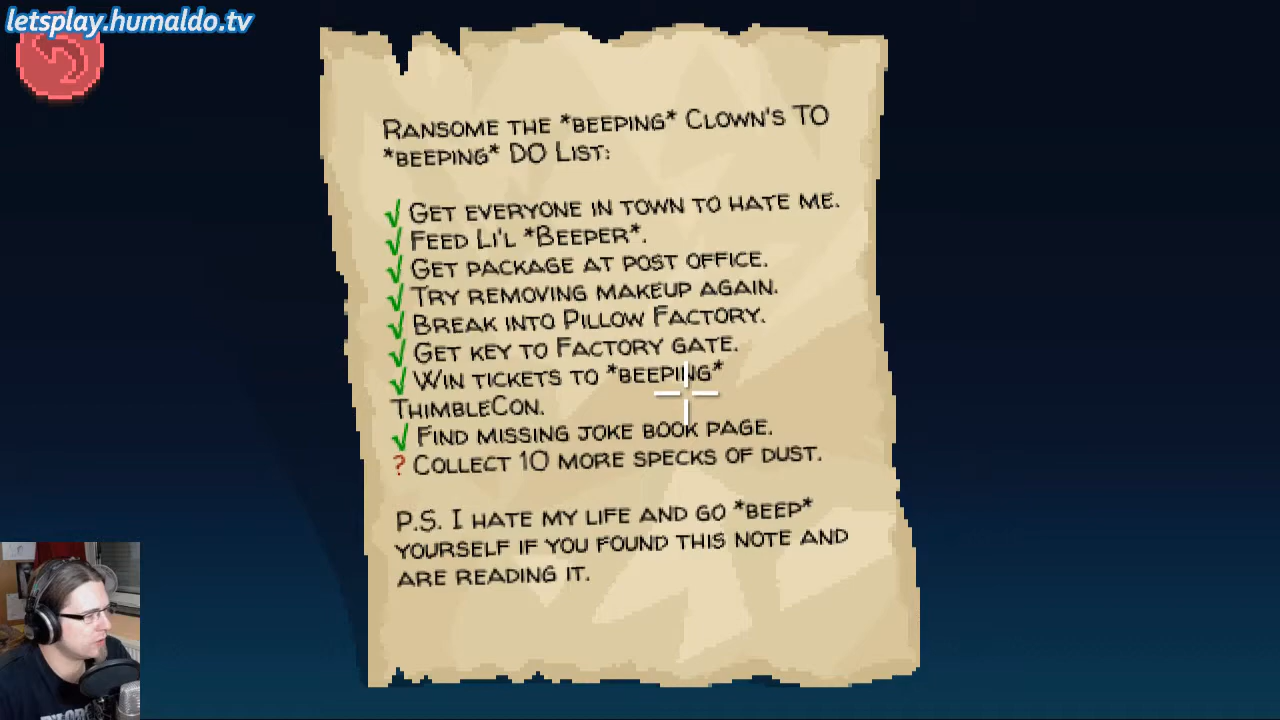 letsplay.humaldo.tv
Ransome the *beeping* Clown's TO
*beeping* DO List:
√ Get everyone in town to hate me.
√ Feed Li'l *Beeper*.
√ Get package at post office.
√ Try removing makeup again.
√ Break into Pillow Factory.
√ Get key to Factory gate.
√ Win tickets to *beeping*
ThimbleCon.
√ Find missing joke book page.
? Collect 10 more specks of dust.
P.S. I hate my life and go *beep*
yourself if you found this note and
are reading it.